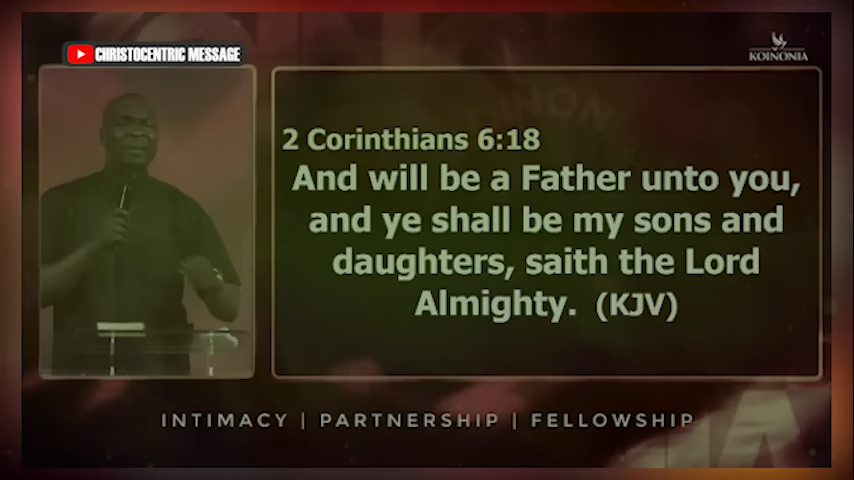 CHRISTOCENTRIC MESSAGE
KOINONIA
2 Corinthians 6:18
And will be a Father unto you,
and ye shall be my sons and
daughters, saith the Lord
Almighty. (KJV)
INTIMACY | PARTNERSHIP | FELLOWSHIP